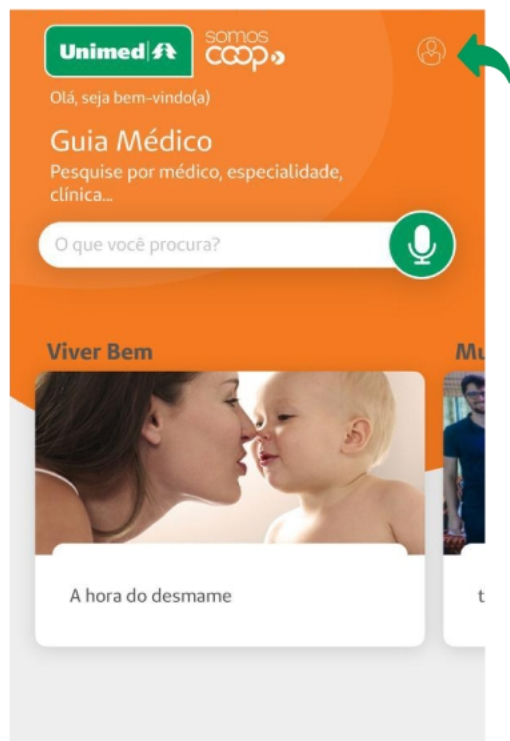 Unimed
somos
coop
Olá, seja bem-vindo(a)
Guia Médico
Pesquise por médico, especialidade,
clínica...
O que você procura?
Viver Bem
Mu
A hora do desmame
t